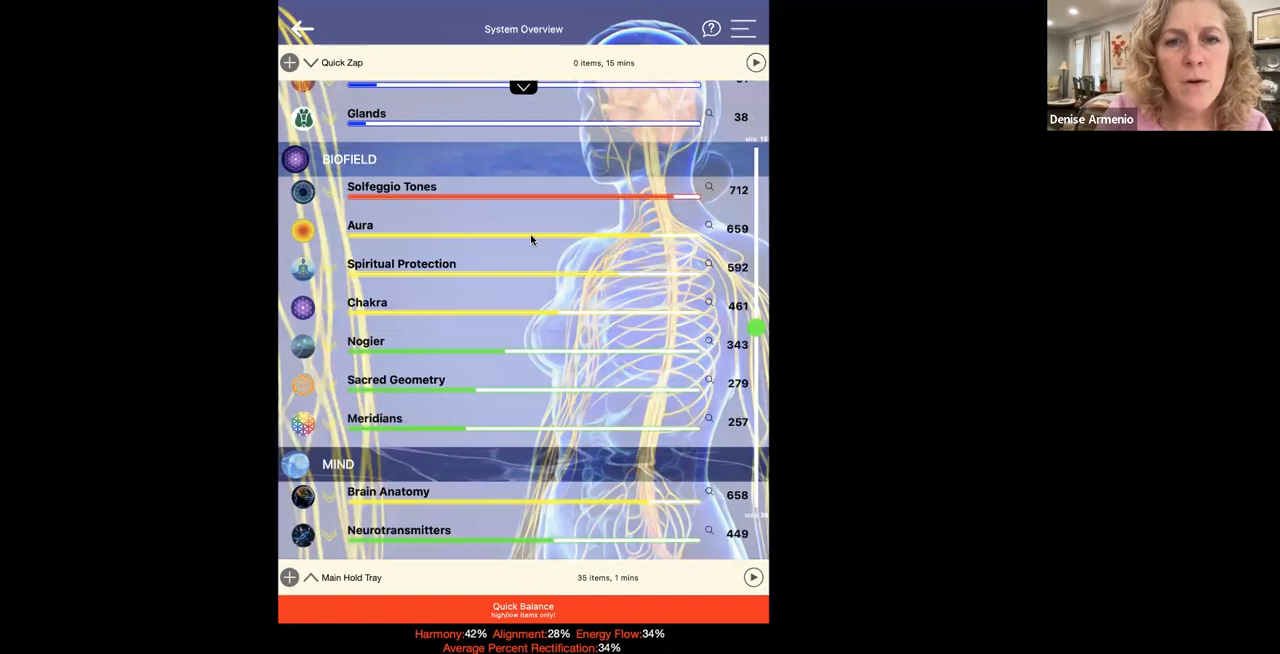 System Overview
Quick Zap
0 items, 15 mins
Glands
38
MIN 15
BIOFIELD
Solfeggio Tones
712
Aura
659
Spiritual Protection
592
Chakra
461
Nogier
343
Sacred Geometry
279
Meridians
257
MIND
Brain Anatomy
658
Neurotransmitters
449
Main Hold Tray
35 items, 1 mins
Quick Balance
high/low items only!
Harmony:42% Alignment:28% Energy Flow:34%
Average Percent Rectification:34%
Denise Armenio